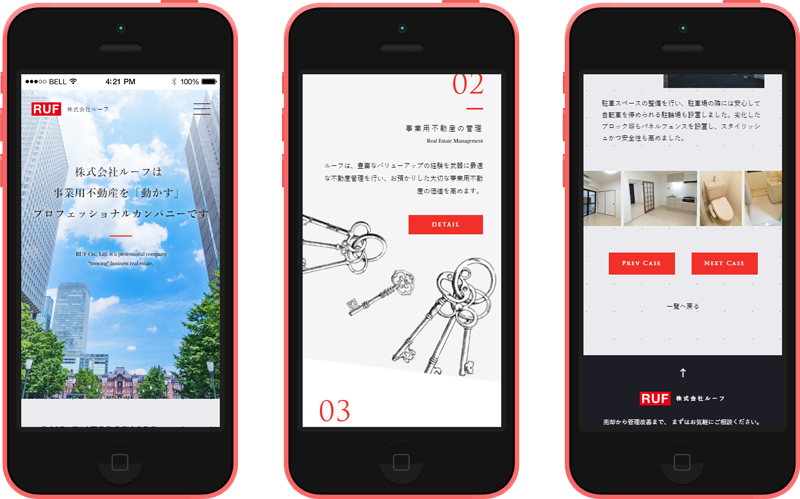 BELL 4:21 PM 100%
RUF 株式会社ルーフ
株式会社ルーフは
事業用不動産を「動かす」
プロフェッショナルカンパニーです
RUF Co., Ltd. is a professional company
"moving" business real estate.
02
事業用不動産の管理
Real Estate Management
ルーフは、豊富なバリューアップの経験を武器に最適
な不動産管理を行い、お預かりした大切な事業用不動
産の価値を高めます。
DETAIL
03
駐車スペースの整備を行い、駐車場の隣には安心して
自転車を停められる駐輪場も設置しました。劣化した
ブロック塀もパネルフェンスを設置し、スタイリッシ
ュかつ安全性も高めました。
PREV CASE NEXT CASE
一覧へ戻る
RUF 株式会社ルーフ
売却から管理改善まで、まずはお気軽にご相談ください。